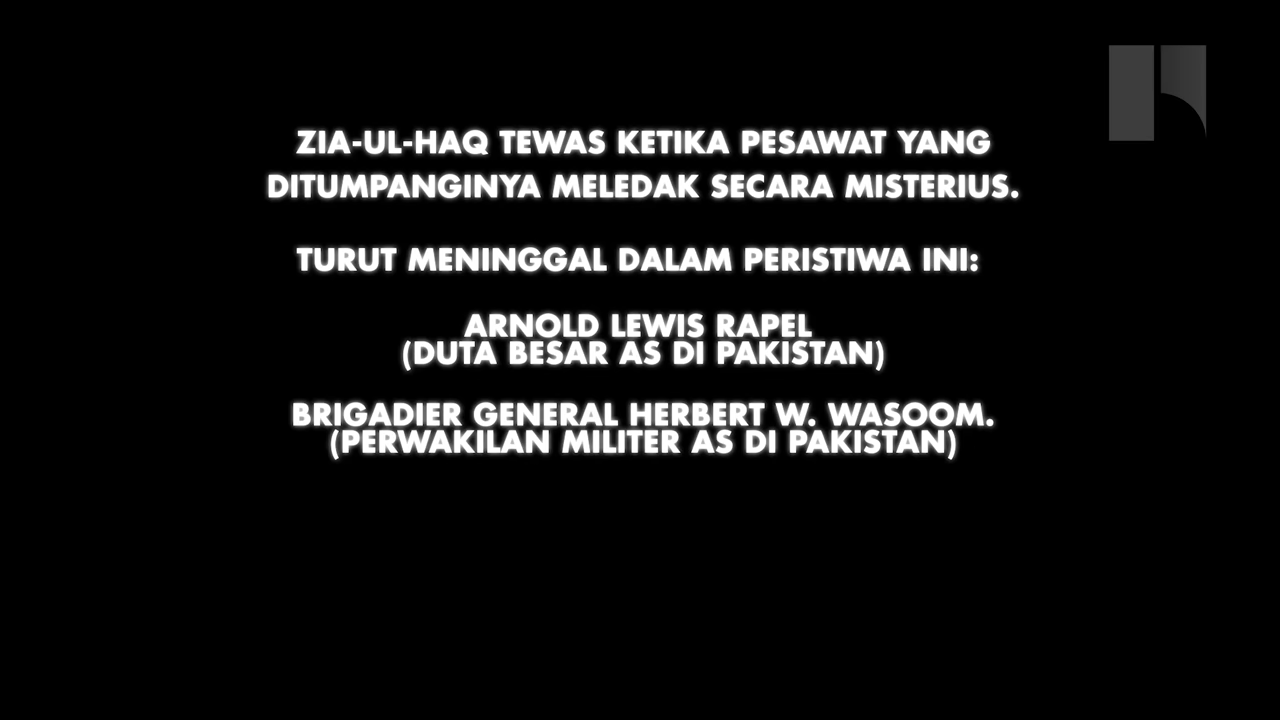 ZIA-UL-HAQ TEWAS KETIKA PESAWAT YANG
DITUMPANGINYA MELEDAK SECARA MISTERIUS.
TURUT MENINGGAL DALAM PERISTIWA INI:
ARNOLD LEWIS RAPEL
(DUTA BESAR AS DI PAKISTAN)
BRIGADIER GENERAL HERBERT W. WASOOM.
(PERWAKILAN MILITER AS DI PAKISTAN)